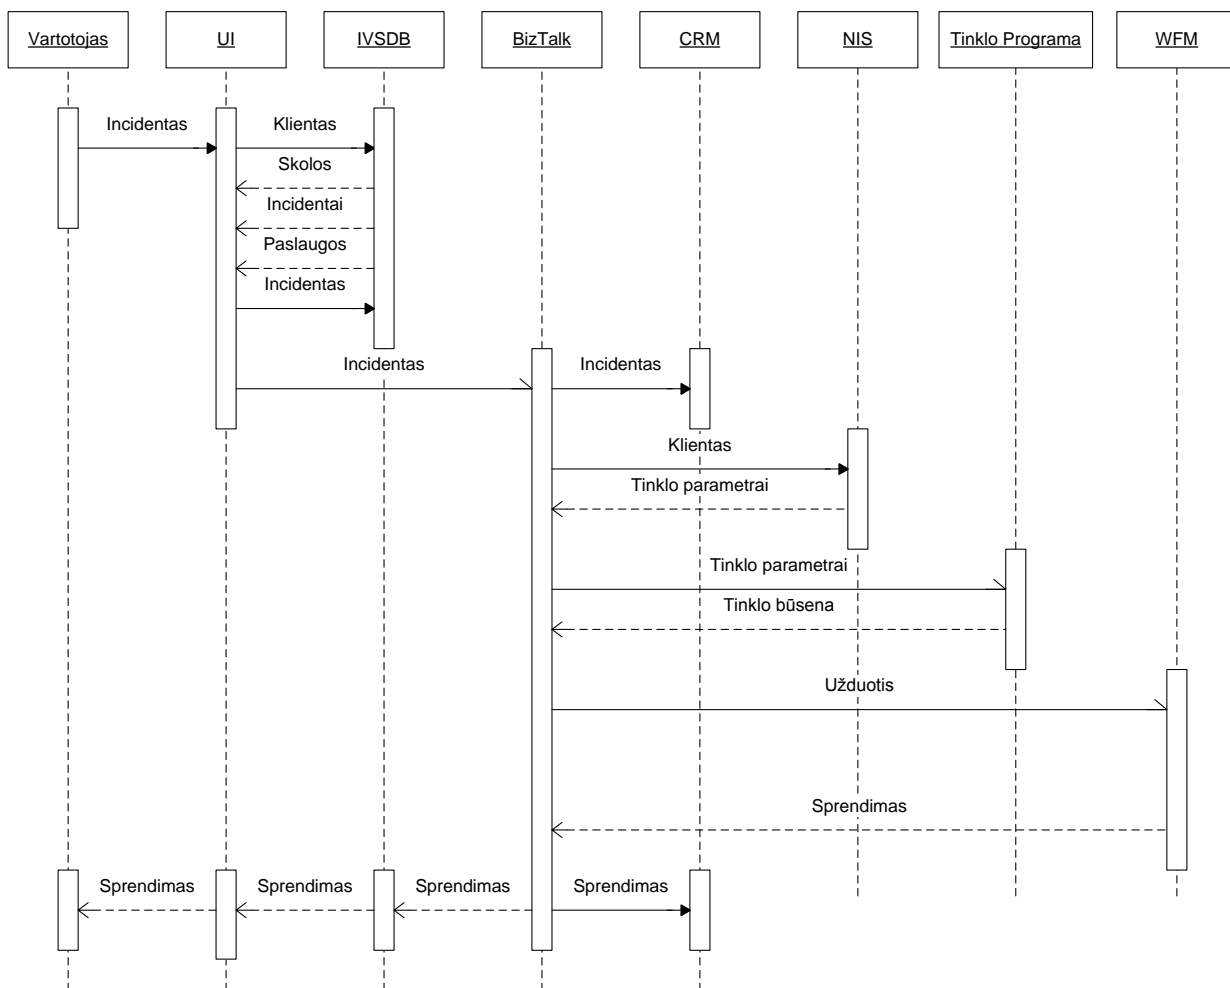 Vartotojas
UI
IVSDB
BizTalk
CRM
NIS
Tinklo Programa
WFM
Incidentas
Klientas
Skolos
Incidentai
Paslaugos
Incidentas
Incidentas
Incidentas
Klientas
Tinklo parametrai
Tinklo parametrai
Tinklo būsena
Užduotis
Sprendimas
Sprendimas
Sprendimas
Sprendimas
Sprendimas